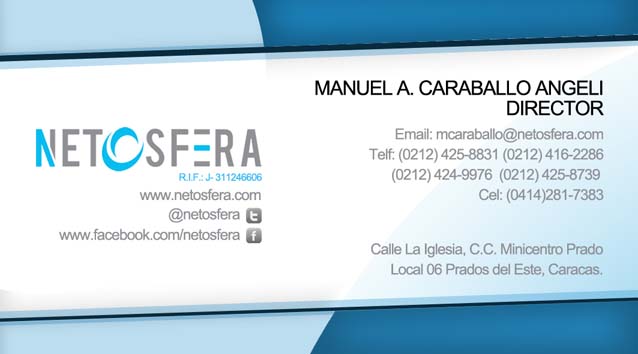 NETOSFERA
R.I.F.: J- 311246606
www.netosfera.com
@netosfera
www.facebook.com/netosfera
MANUEL A. CARABALLO ANGELI
DIRECTOR
Email: mcaraballo@netosfera.com
Telf: (0212) 425-8831 (0212) 416-2286
(0212) 424-9976 (0212) 425-8739
Cel: (0414)281-7383
Calle La Iglesia, C.C. Minicentro Prado
Local 06 Prados del Este, Caracas.